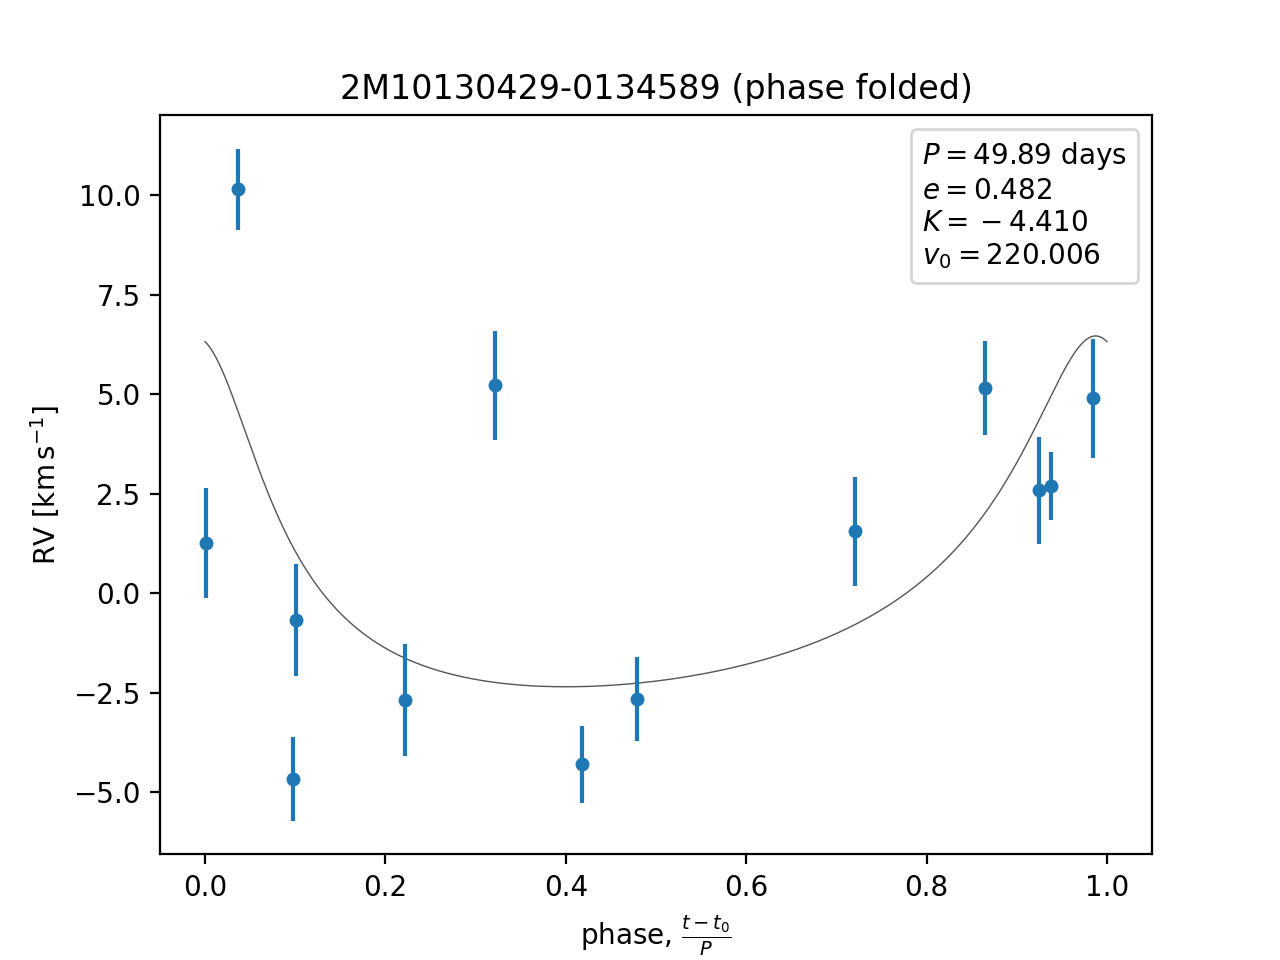 2M10130429-0134589 (phase folded)
P = 49.89 days
e = 0.482
K = −4.410
v₀ = 220.006
10.0
7.5
5.0
2.5
0.0
−2.5
−5.0
RV [km s⁻¹]
0.0 0.2 0.4 0.6 0.8 1.0
phase, (t − t₀)/P